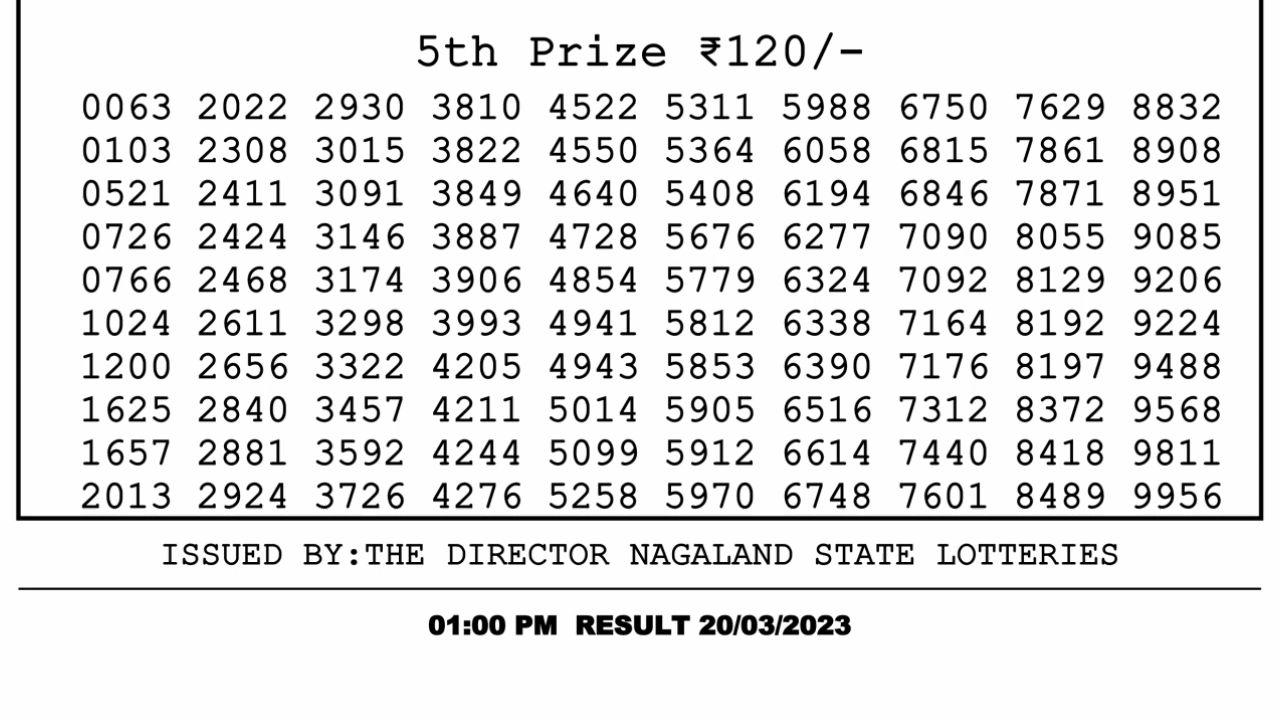 5th Prize ₹120/-
0063 2022 2930 3810 4522 5311 5988 6750 7629 8832
0103 2308 3015 3822 4550 5364 6058 6815 7861 8908
0521 2411 3091 3849 4640 5408 6194 6846 7871 8951
0726 2424 3146 3887 4728 5676 6277 7090 8055 9085
0766 2468 3174 3906 4854 5779 6324 7092 8129 9206
1024 2611 3298 3993 4941 5812 6338 7164 8192 9224
1200 2656 3322 4205 4943 5853 6390 7176 8197 9488
1625 2840 3457 4211 5014 5905 6516 7312 8372 9568
1657 2881 3592 4244 5099 5912 6614 7440 8418 9811
2013 2924 3726 4276 5258 5970 6748 7601 8489 9956
ISSUED BY:THE DIRECTOR NAGALAND STATE LOTTERIES
01:00 PM RESULT 20/03/2023